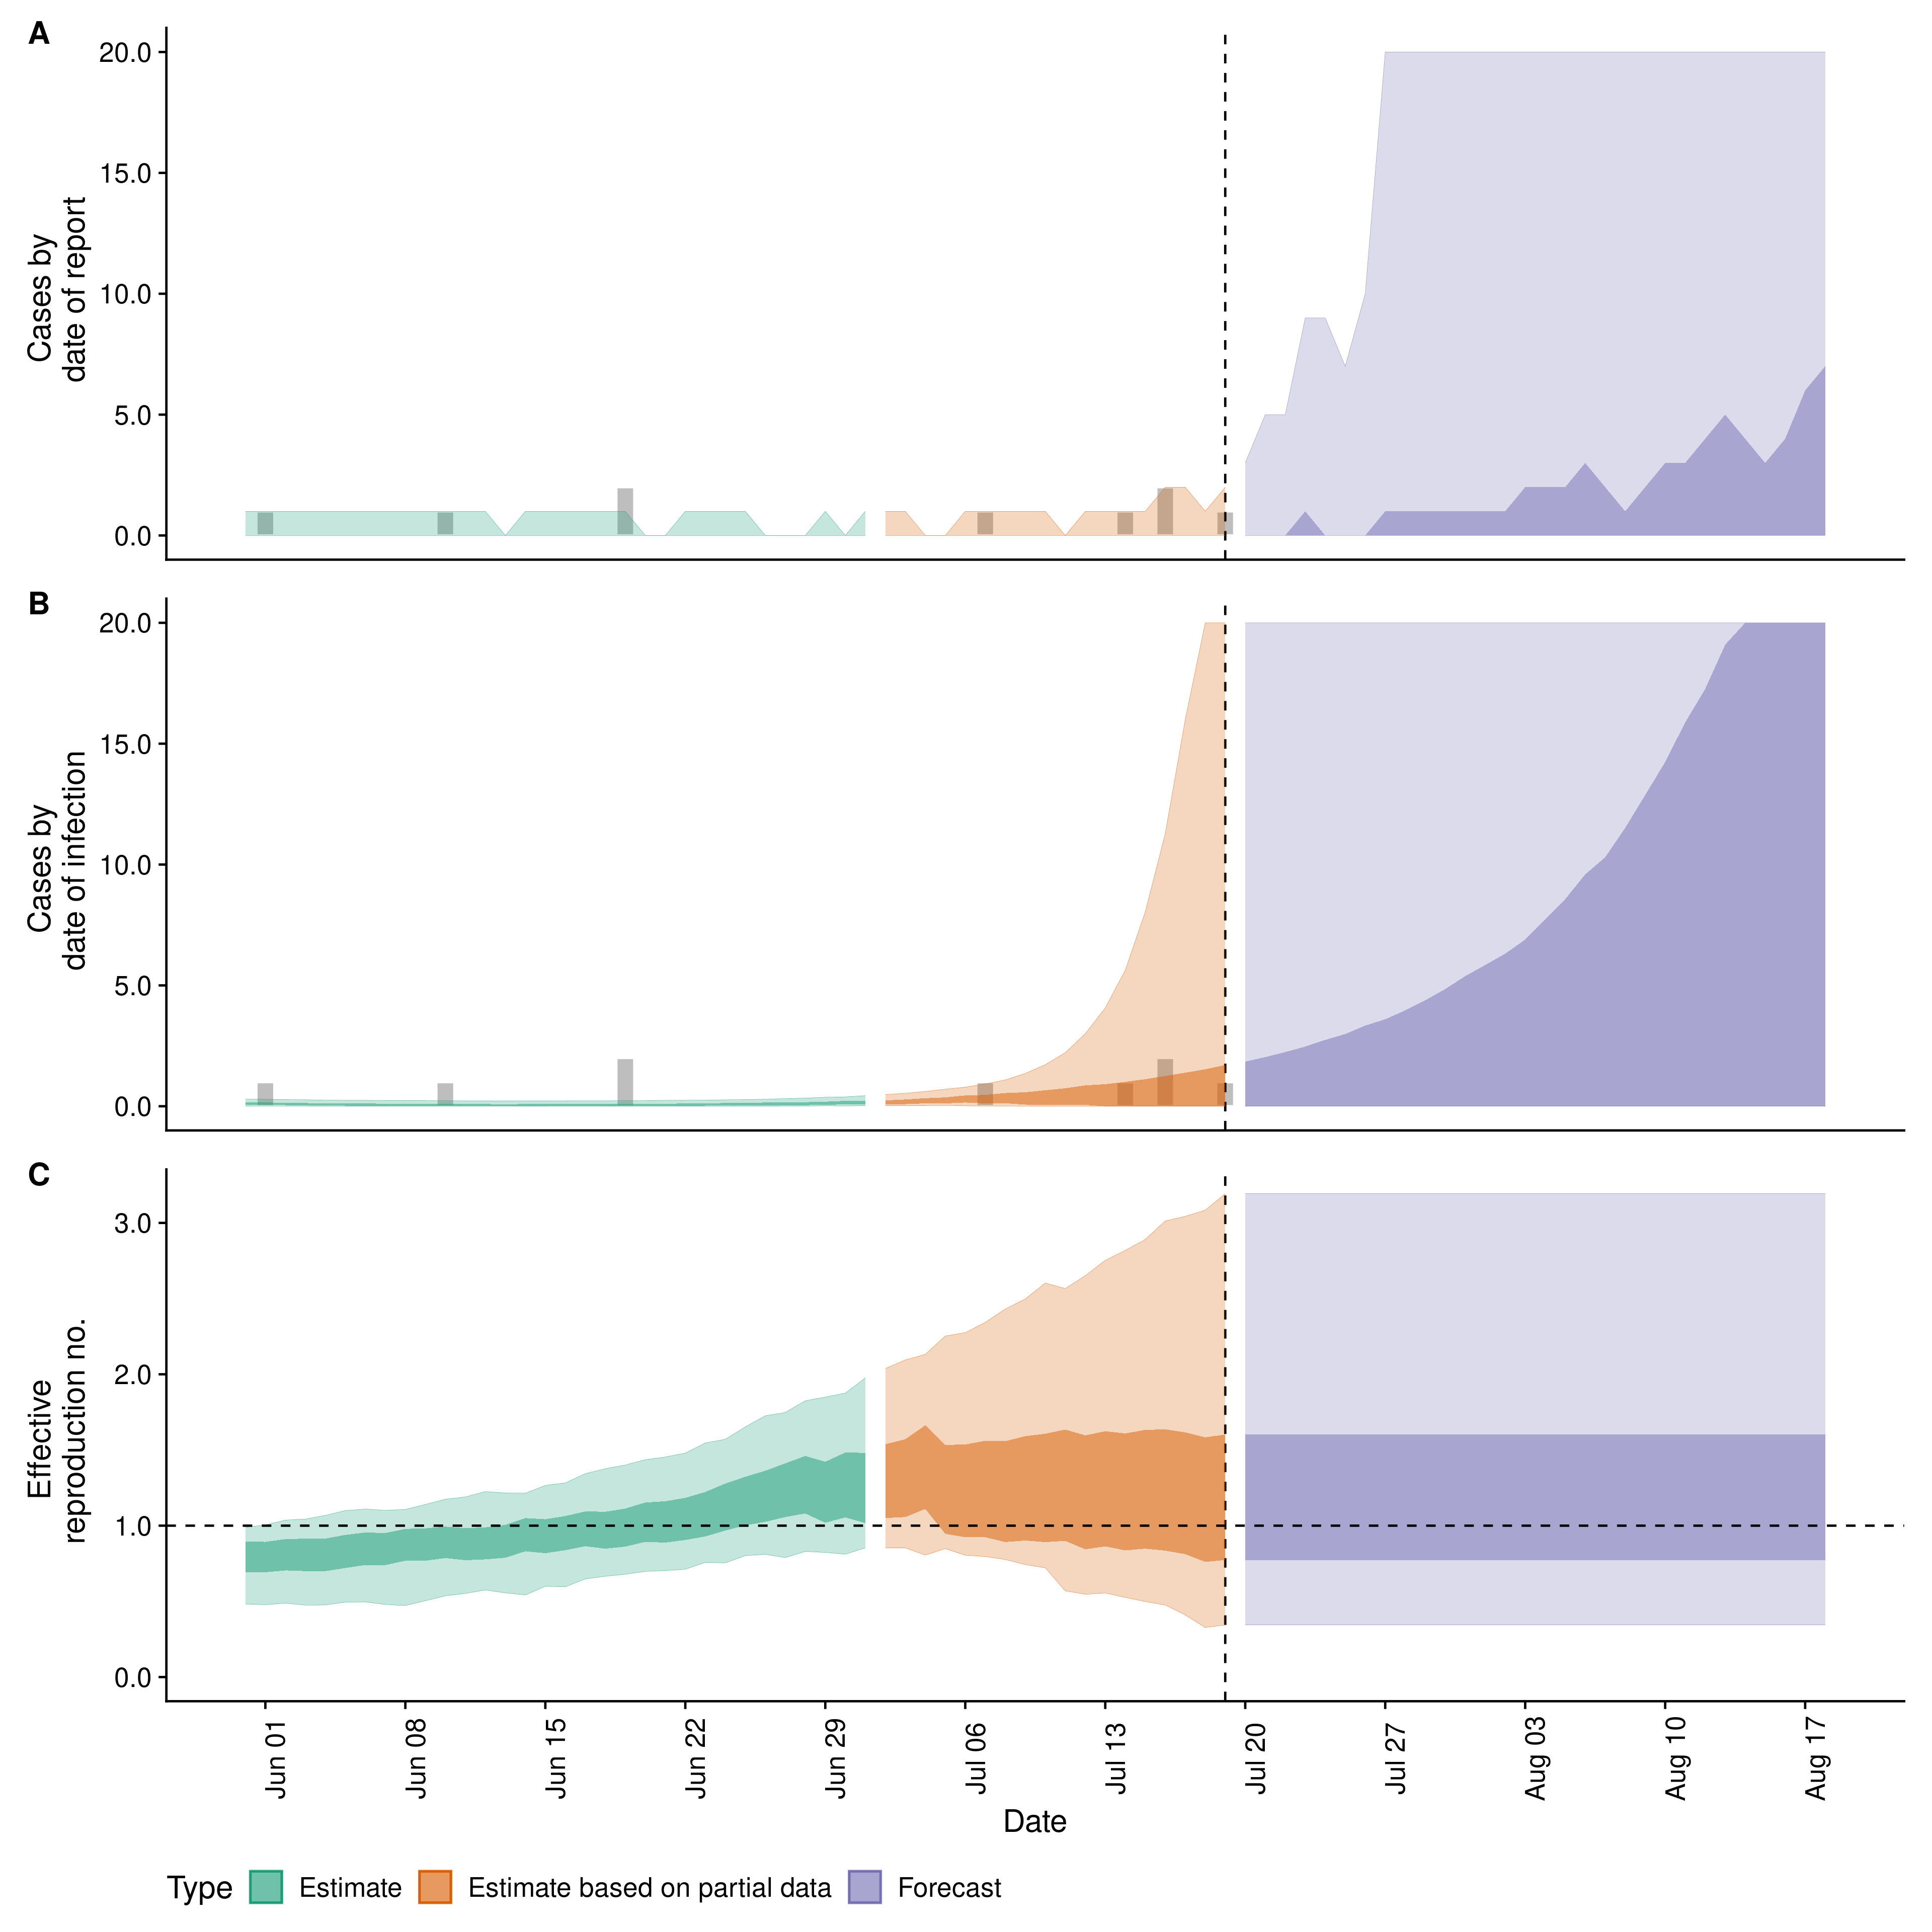 A
20.0
15.0
10.0
5.0
0.0
Cases by
date of report
B
20.0
15.0
10.0
5.0
0.0
Cases by
date of infection
C
3.0
2.0
1.0
0.0
Effective
reproduction no.
Jun 01
Jun 08
Jun 15
Jun 22
Jun 29
Jul 06
Jul 13
Jul 20
Jul 27
Aug 03
Aug 10
Aug 17
Date
Type Estimate Estimate based on partial data Forecast